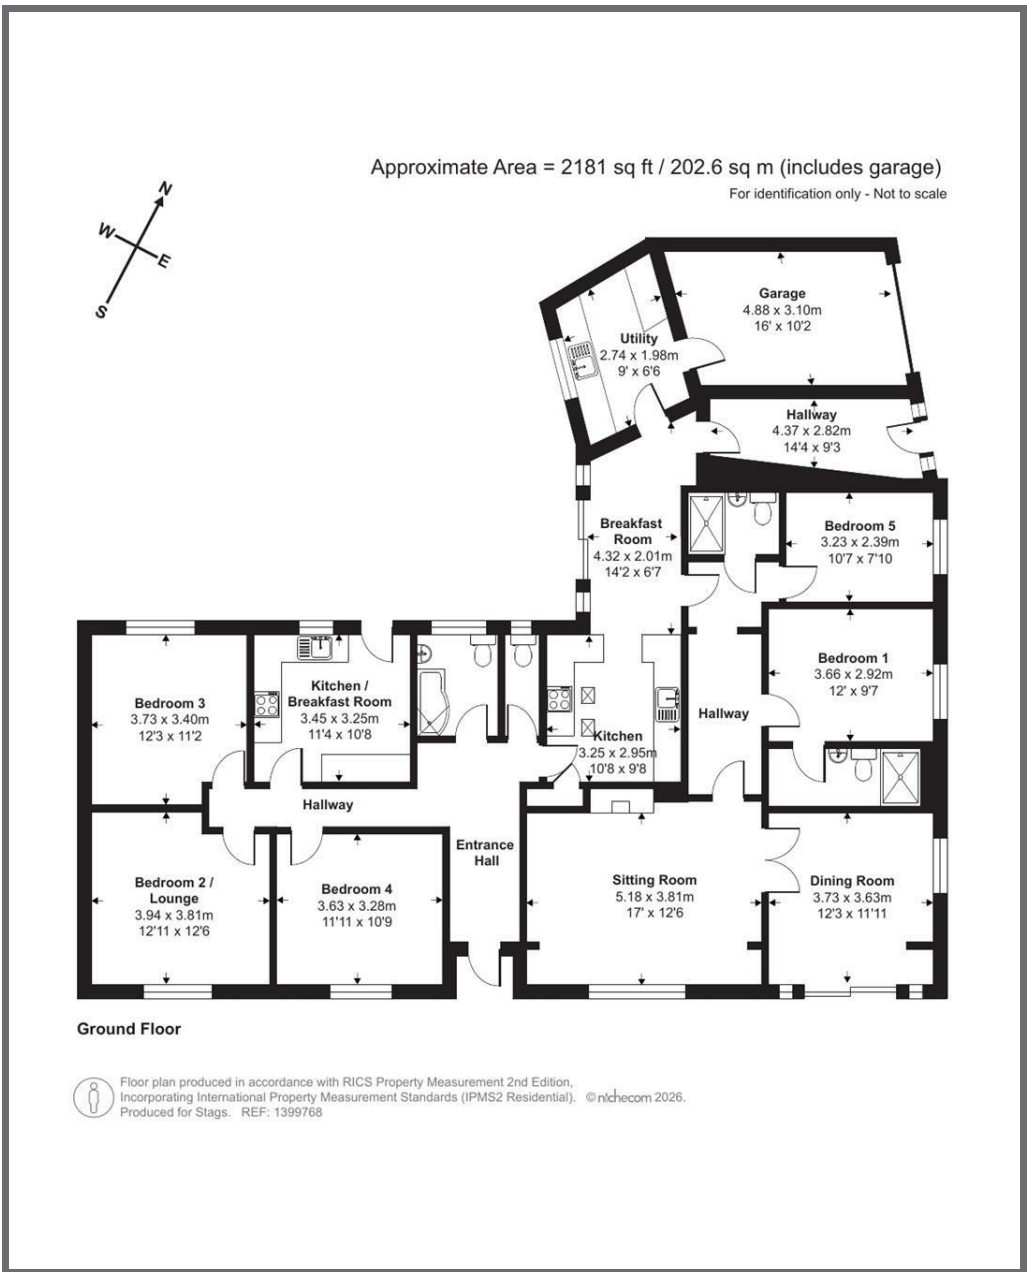 Approximate Area = 2181 sq ft / 202.6 sq m (includes garage)
For identification only - Not to scale
N
W
E
S
Garage
4.88 x 3.10m
16' x 10'2
Utility
2.74 x 1.98m
9' x 6'6
Hallway
4.37 x 2.82m
14'4 x 9'3
Breakfast
Room
4.32 x 2.01m
14'2 x 6'7
Bedroom 5
3.23 x 2.39m
10'7 x 7'10
Bedroom 1
3.66 x 2.92m
12' x 9'7
Bedroom 3
3.73 x 3.40m
12'3 x 11'2
Kitchen /
Breakfast Room
3.45 x 3.25m
11'4 x 10'8
Kitchen
3.25 x 2.95m
10'8 x 9'8
Hallway
Hallway
Entrance
Hall
Bedroom 2 /
Lounge
3.94 x 3.81m
12'11 x 12'6
Bedroom 4
3.63 x 3.28m
11'11 x 10'9
Sitting Room
5.18 x 3.81m
17' x 12'6
Dining Room
3.73 x 3.63m
12'3 x 11'11
Ground Floor
Floor plan produced in accordance with RICS Property Measurement 2nd Edition,
Incorporating International Property Measurement Standards (IPMS2 Residential). © nichecom 2026.
Produced for Stags. REF: 1399768